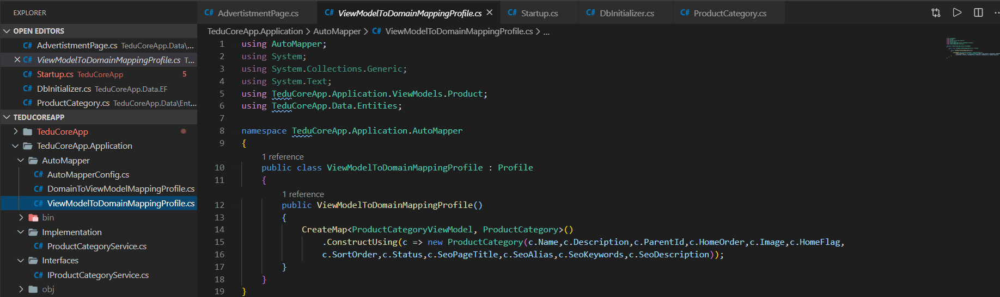 EXPLORER
OPEN EDITORS
C# AdvertistmentPage.cs TeduCoreApp.Data\...
C# ViewModelToDomainMappingProfile.cs T...
C# Startup.cs TeduCoreApp 5
C# DbInitializer.cs TeduCoreApp.Data.EF
C# ProductCategory.cs TeduCoreApp.Data\Ent...
TEDUCOREAPP
TeduCoreApp
TeduCoreApp.Application
AutoMapper
C# AutoMapperConfig.cs
C# DomainToViewModelMappingProfile.cs
C# ViewModelToDomainMappingProfile.cs
bin
Implementation
C# ProductCategoryService.cs
Interfaces
C# IProductCategoryService.cs
obj
C# AdvertistmentPage.cs C# ViewModelToDomainMappingProfile.cs C# Startup.cs C# DbInitializer.cs C# ProductCategory.cs
TeduCoreApp.Application > AutoMapper > C# ViewModelToDomainMappingProfile.cs > ...
1 using AutoMapper;
2 using System;
3 using System.Collections.Generic;
4 using System.Text;
5 using TeduCoreApp.Application.ViewModels.Product;
6 using TeduCoreApp.Data.Entities;
7
8 namespace TeduCoreApp.Application.AutoMapper
9 {
1 reference
10 public class ViewModelToDomainMappingProfile : Profile
11 {
1 reference
12 public ViewModelToDomainMappingProfile()
13 {
14 CreateMap<ProductCategoryViewModel, ProductCategory>()
15 .ConstructUsing(c => new ProductCategory(c.Name,c.Description,c.ParentId,c.HomeOrder,c.Image,c.HomeFlag,
16 c.SortOrder,c.Status,c.SeoPageTitle,c.SeoAlias,c.SeoKeywords,c.SeoDescription));
17 }
18 }
19 }